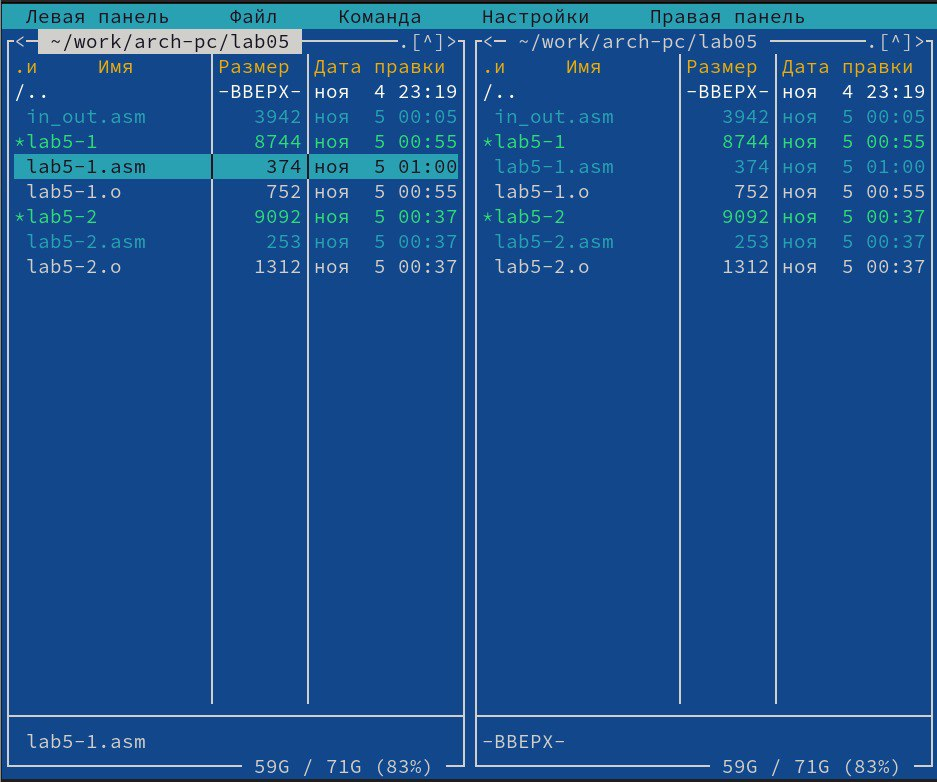 Левая панель Файл Команда Настройки Правая панель
<─ ~/work/arch-pc/lab05 ─.[^]> <─ ~/work/arch-pc/lab05 ─.[^]>
.и Имя Размер Дата правки .и Имя Размер Дата правки
/.. -ВВЕРХ- ноя 4 23:19 /.. -ВВЕРХ- ноя 4 23:19
in_out.asm 3942 ноя 5 00:05 in_out.asm 3942 ноя 5 00:05
*lab5-1 8744 ноя 5 00:55 *lab5-1 8744 ноя 5 00:55
lab5-1.asm 374 ноя 5 01:00 lab5-1.asm 374 ноя 5 01:00
lab5-1.o 752 ноя 5 00:55 lab5-1.o 752 ноя 5 00:55
*lab5-2 9092 ноя 5 00:37 *lab5-2 9092 ноя 5 00:37
lab5-2.asm 253 ноя 5 00:37 lab5-2.asm 253 ноя 5 00:37
lab5-2.o 1312 ноя 5 00:37 lab5-2.o 1312 ноя 5 00:37
lab5-1.asm -ВВЕРХ-
59G / 71G (83%) 59G / 71G (83%)